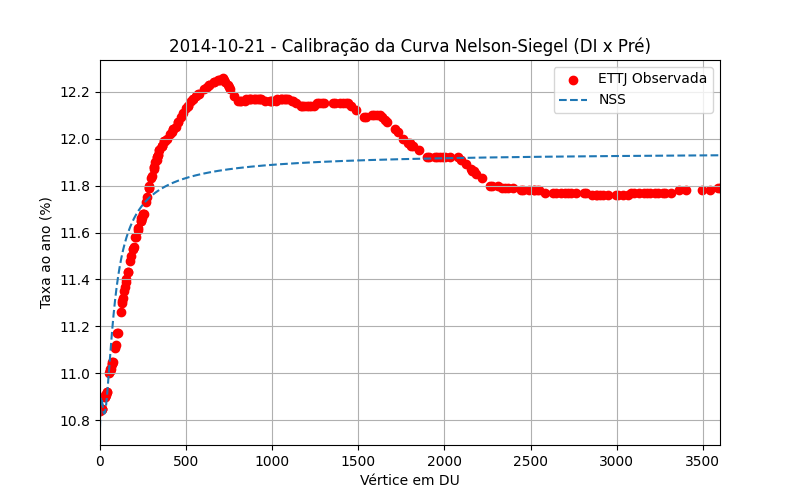 2014-10-21 - Calibração da Curva Nelson-Siegel (DI x Pré)
ETTJ Observada
NSS
Taxa ao ano (%)
12.2
12.0
11.8
11.6
11.4
11.2
11.0
10.8
0 500 1000 1500 2000 2500 3000 3500
Vértice em DU